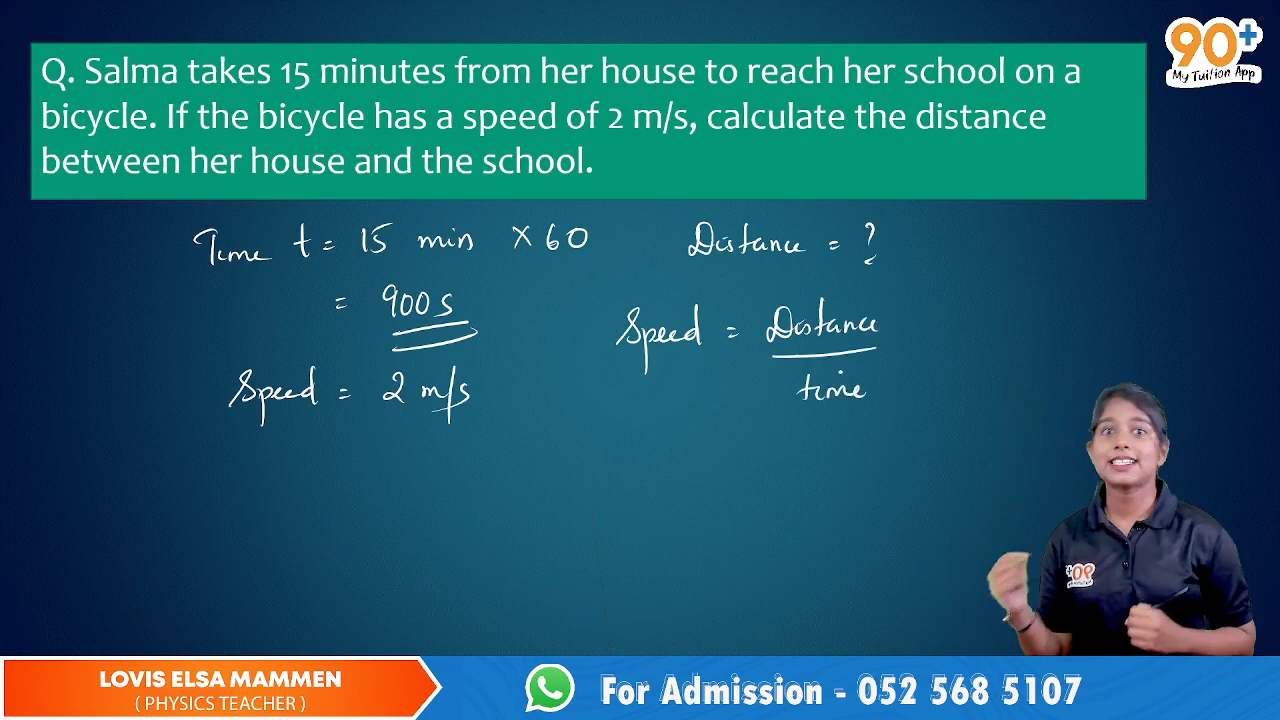 90+
My Tuition App
Q. Salma takes 15 minutes from her house to reach her school on a
bicycle. If the bicycle has a speed of 2 m/s, calculate the distance
between her house and the school.
Time t = 15 min × 60
= 900 s
Speed = 2 m/s
Distance = ?
Speed = Distance
time
+06
LOVIS ELSA MAMMEN
( PHYSICS TEACHER )
For Admission - 052 568 5107